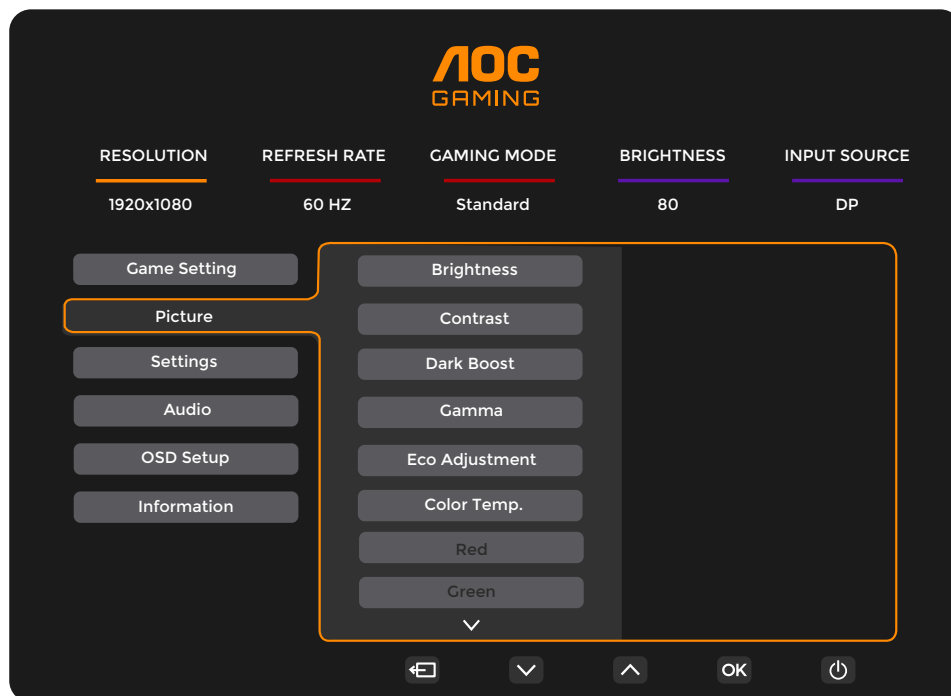 AOC
GAMING
RESOLUTION REFRESH RATE GAMING MODE BRIGHTNESS INPUT SOURCE
1920x1080 60 HZ Standard 80 DP
Game Setting
Picture
Settings
Audio
OSD Setup
Information
Brightness
Contrast
Dark Boost
Gamma
Eco Adjustment
Color Temp.
Red
Green
OK